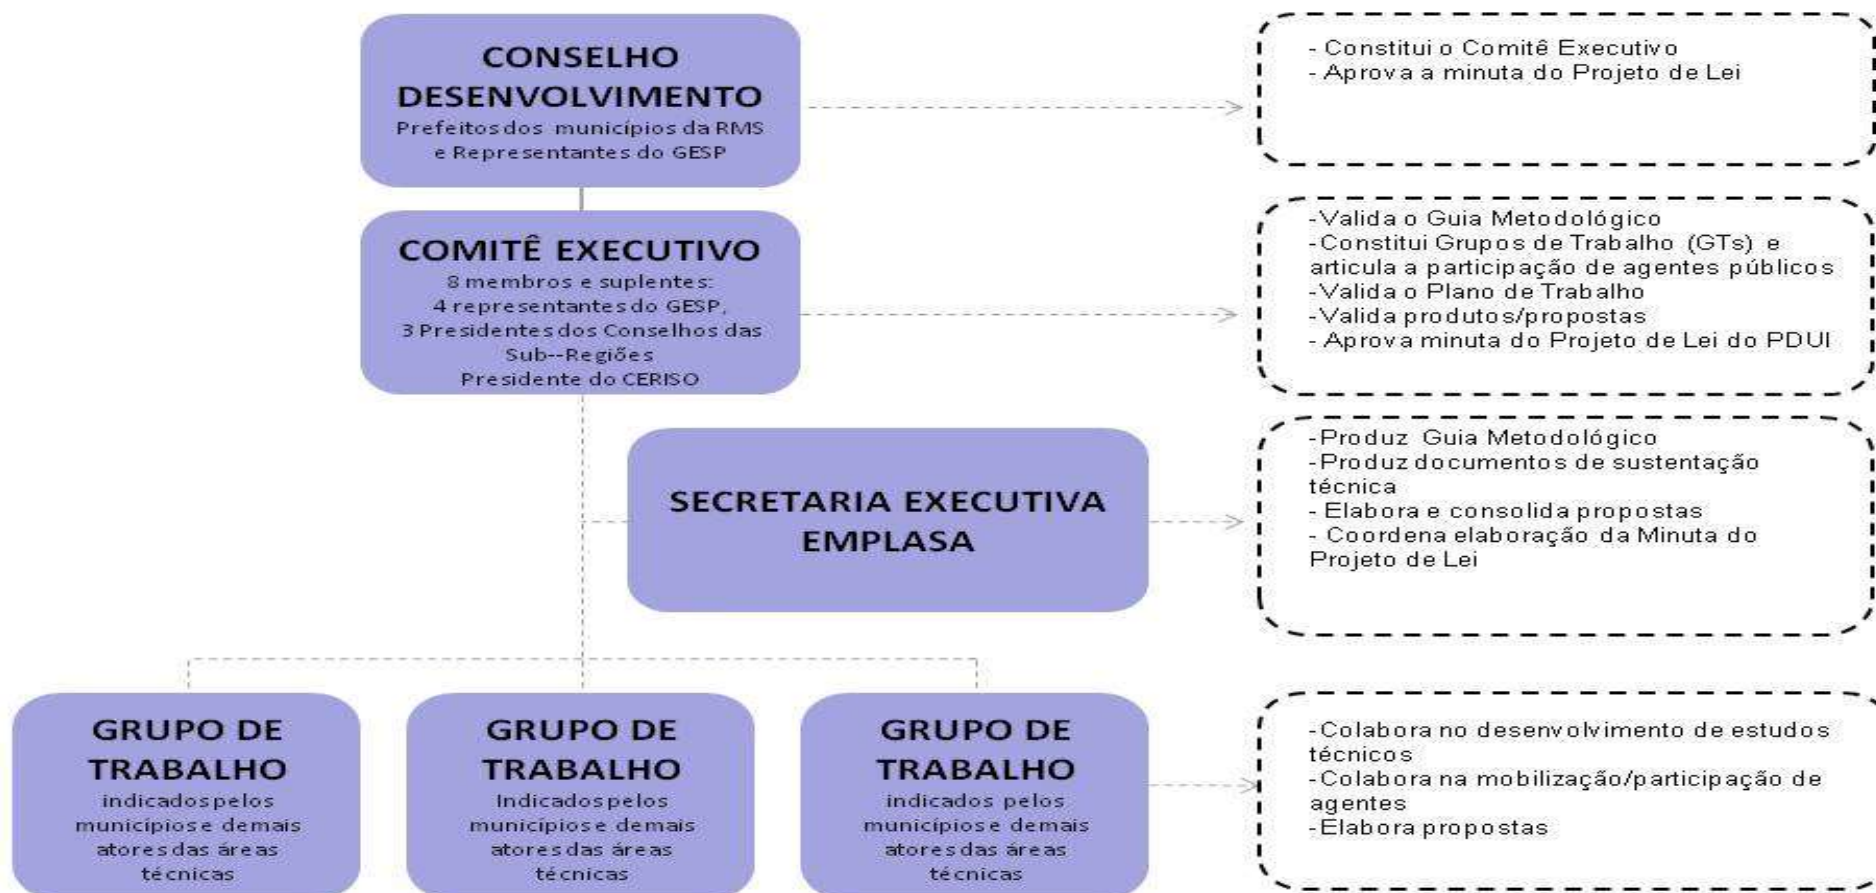 CONSELHO
DESENVOLVIMENTO
Prefeitos dos municípios da RMS
e Representantes do GESP
- Constitui o Comitê Executivo
- Aprova a minuta do Projeto de Lei
COMITÊ EXECUTIVO
8 membros e suplentes:
4 representantes do GESP,
3 Presidentes dos Conselhos das
Sub--Regiões
Presidente do CERISO
-Valida o Guia Metodológico
-Constitui Grupos de Trabalho (GTs) e
articula a participação de agentes públicos
-Valida o Plano de Trabalho
-Valida produtos/propostas
- Aprova minuta do Projeto de Lei do PDUI
SECRETARIA EXECUTIVA
EMPLASA
-Produz Guia Metodológico
-Produz documentos de sustentação
técnica
- Elabora e consolida propostas
- Coordena elaboração da Minuta do
Projeto de Lei
GRUPO DE
TRABALHO
indicados pelos
municípios e demais
atores das áreas
técnicas
GRUPO DE
TRABALHO
Indicados pelos
municípios e demais
atores das áreas
técnicas
GRUPO DE
TRABALHO
indicados pelos
municípios e demais
atores das áreas
técnicas
-Colabora no desenvolvimento de estudos
técnicos
-Colabora na mobilização/participação de
agentes
-Elabora propostas